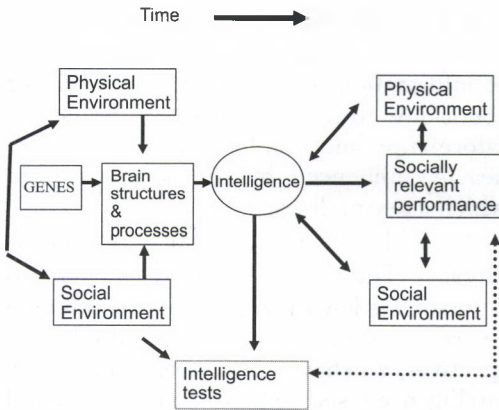 Time
Physical
Environment
GENES
Brain
structures
&
processes
Social
Environment
Intelligence
Intelligence
tests
Physical
Environment
Socially
relevant
performance
Social
Environment